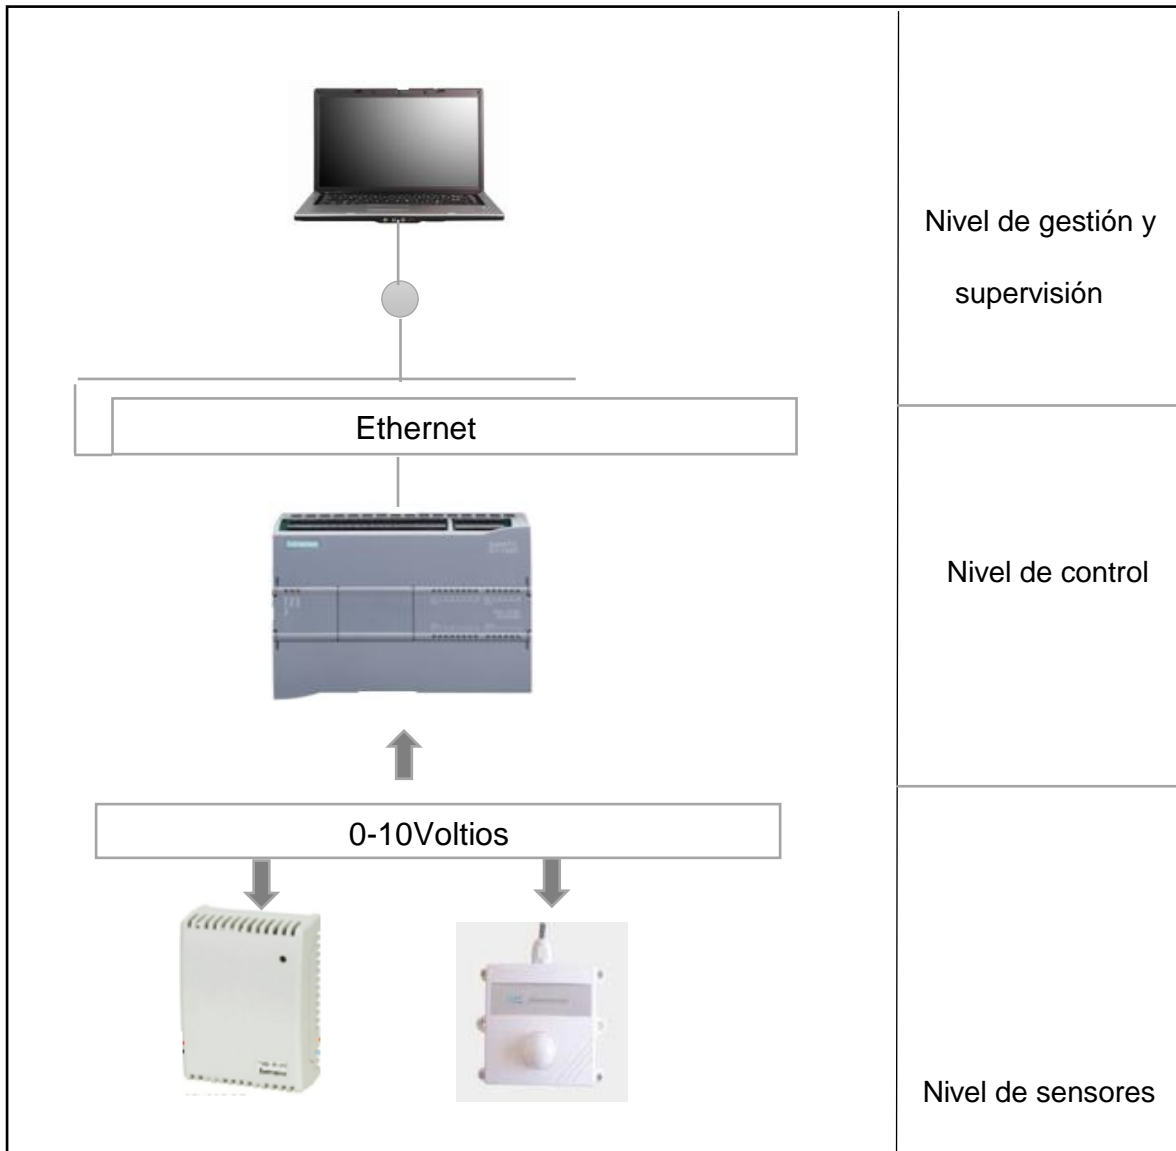 Nivel de gestión y
supervisión
Ethernet
Nivel de control
0-10Voltios
Nivel de sensores